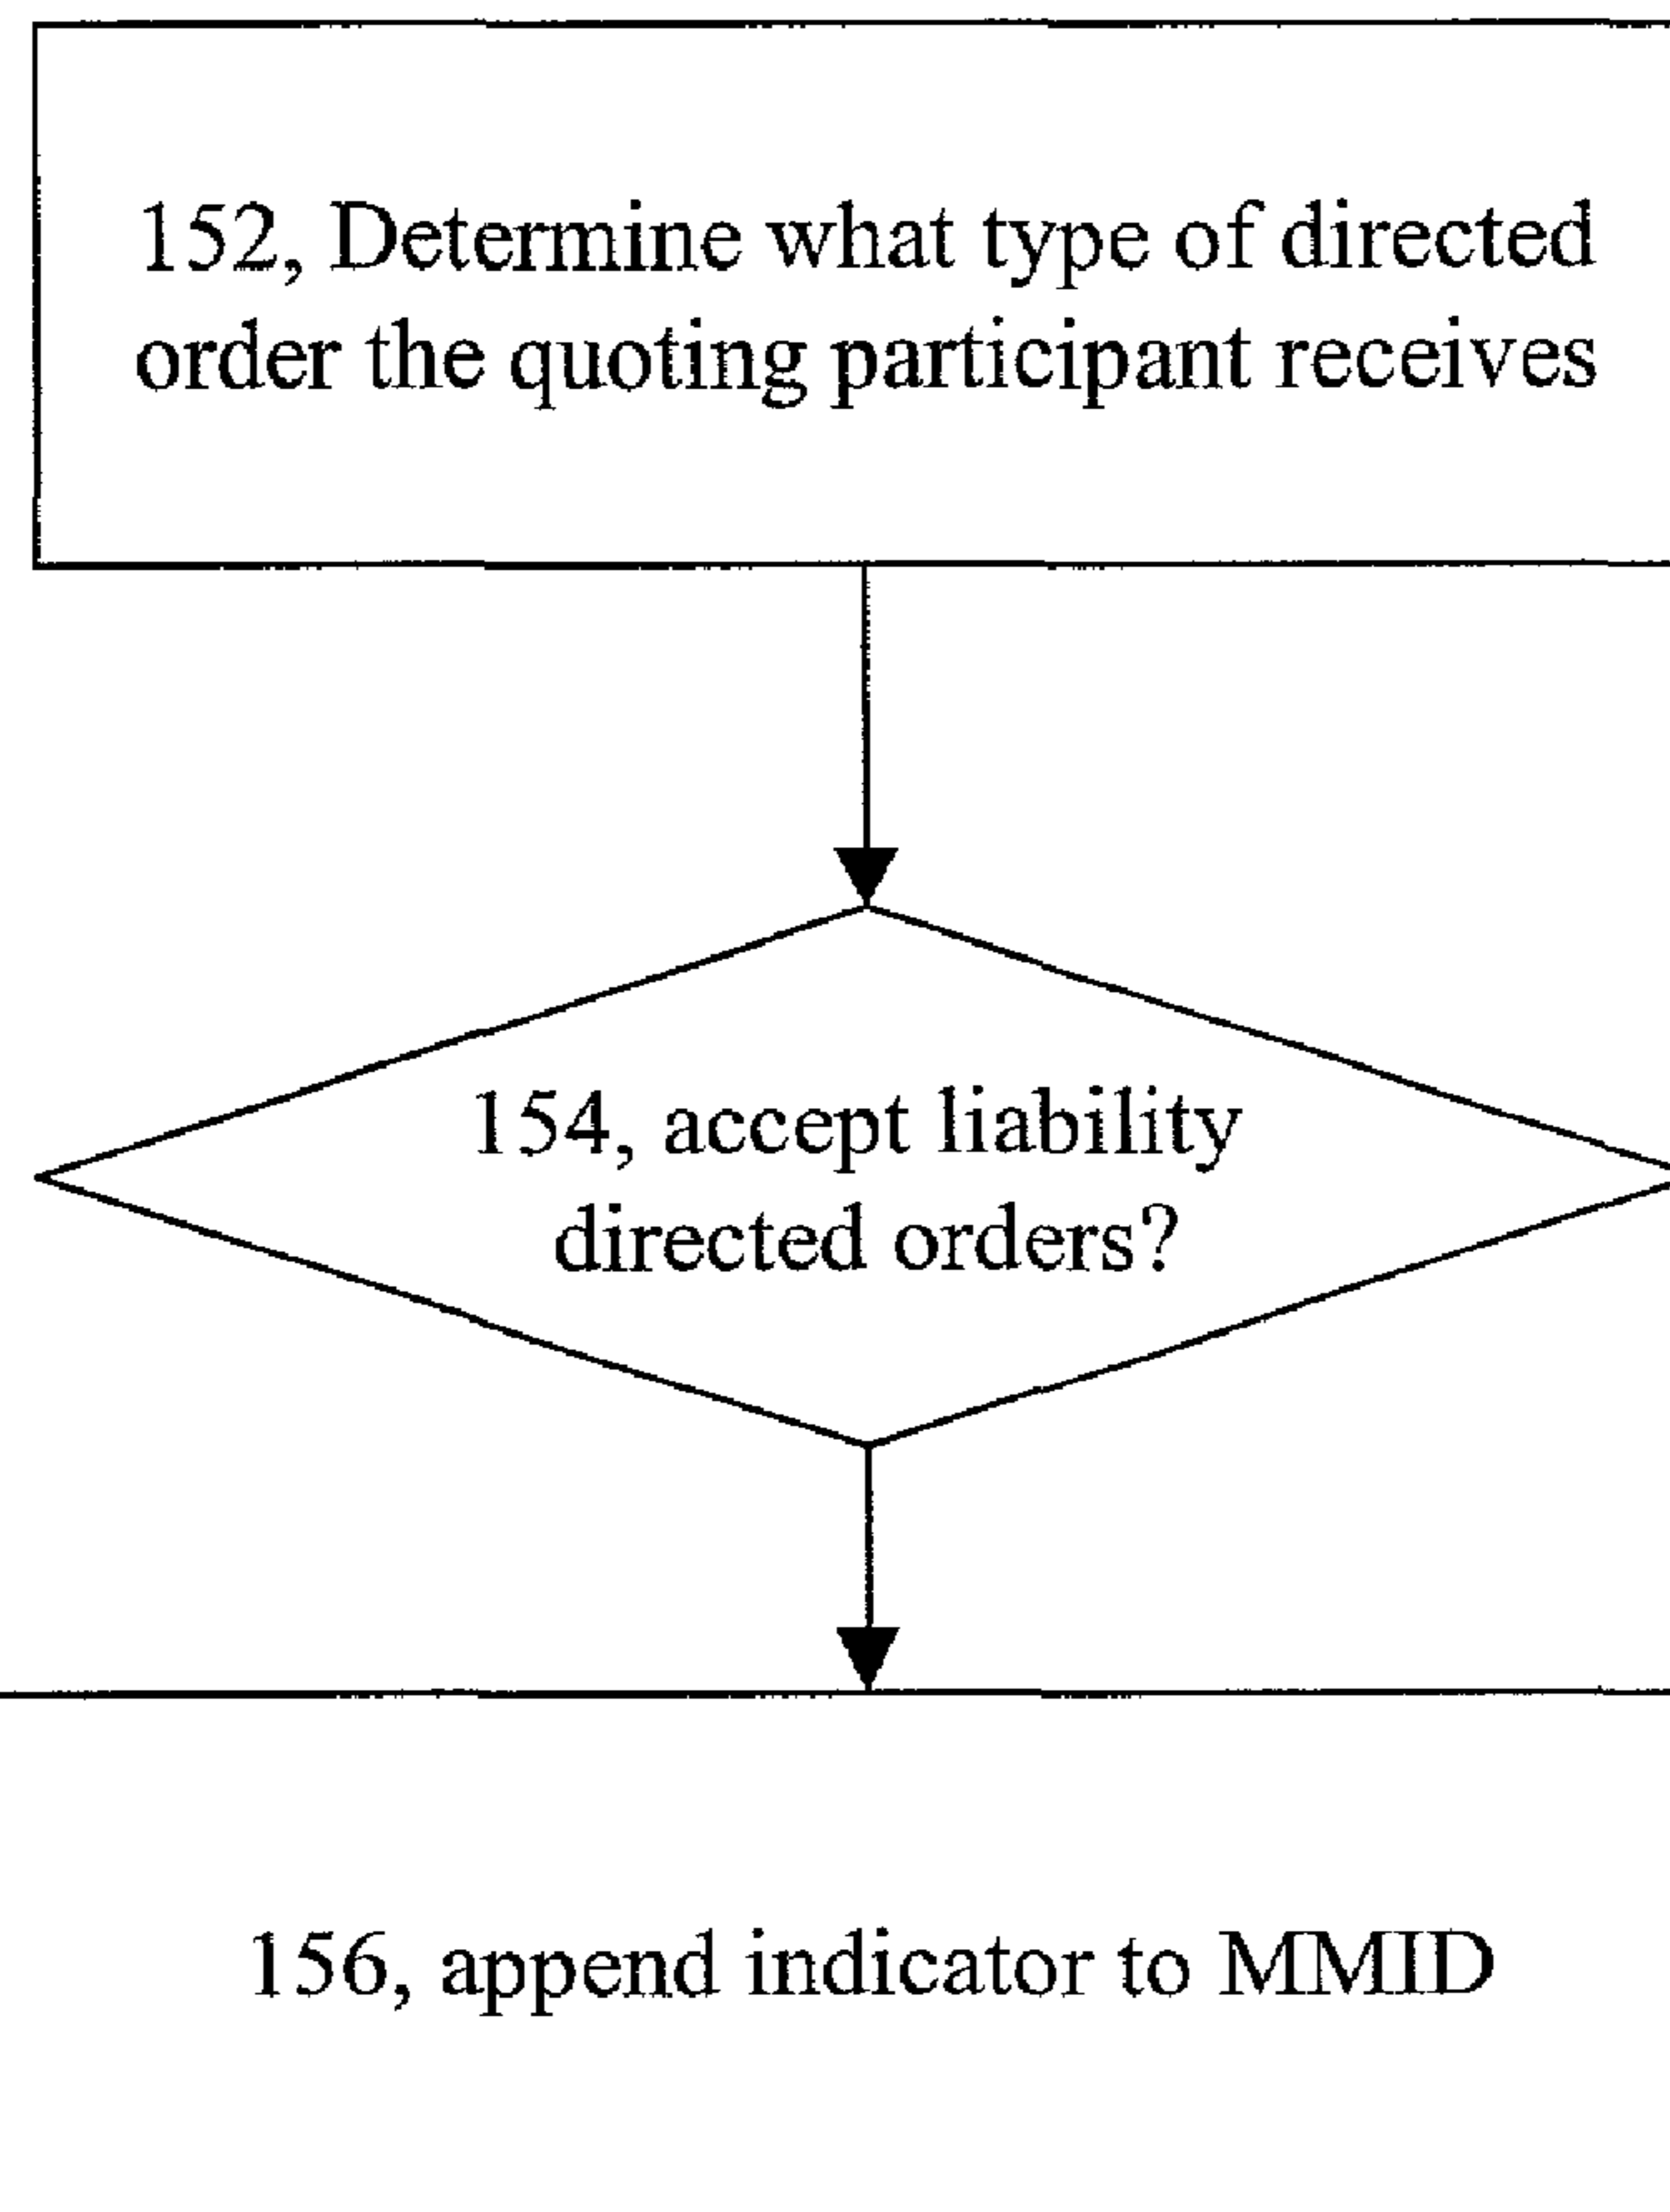 152, Determine what type of directed
order the quoting participant receives
154, accept liability
directed orders?
156, append indicator to MMID